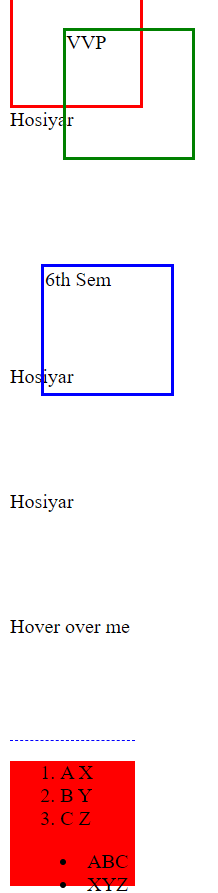 VVP
Hosiyar
6th Sem
Hosiyar
Hosiyar
Hover over me
1. A X
2. B Y
3. C Z
• ABC
• XYZ